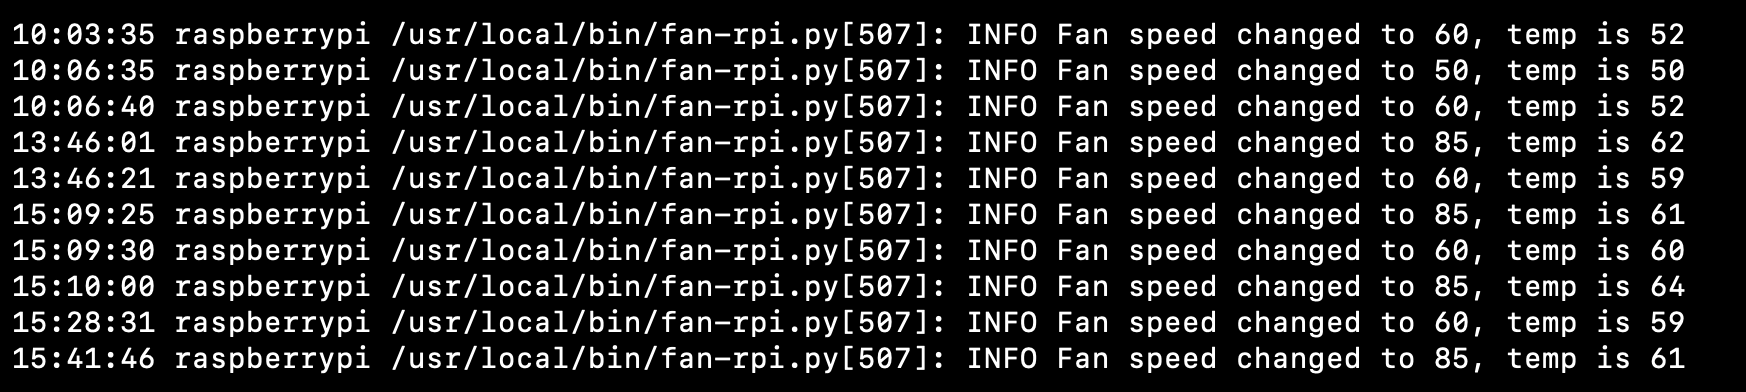 10:03:35 raspberrypi /usr/local/bin/fan-rpi.py[507]: INFO Fan speed changed to 60, temp is 52
10:06:35 raspberrypi /usr/local/bin/fan-rpi.py[507]: INFO Fan speed changed to 50, temp is 50
10:06:40 raspberrypi /usr/local/bin/fan-rpi.py[507]: INFO Fan speed changed to 60, temp is 52
13:46:01 raspberrypi /usr/local/bin/fan-rpi.py[507]: INFO Fan speed changed to 85, temp is 62
13:46:21 raspberrypi /usr/local/bin/fan-rpi.py[507]: INFO Fan speed changed to 60, temp is 59
15:09:25 raspberrypi /usr/local/bin/fan-rpi.py[507]: INFO Fan speed changed to 85, temp is 61
15:09:30 raspberrypi /usr/local/bin/fan-rpi.py[507]: INFO Fan speed changed to 60, temp is 60
15:10:00 raspberrypi /usr/local/bin/fan-rpi.py[507]: INFO Fan speed changed to 85, temp is 64
15:28:31 raspberrypi /usr/local/bin/fan-rpi.py[507]: INFO Fan speed changed to 60, temp is 59
15:41:46 raspberrypi /usr/local/bin/fan-rpi.py[507]: INFO Fan speed changed to 85, temp is 61